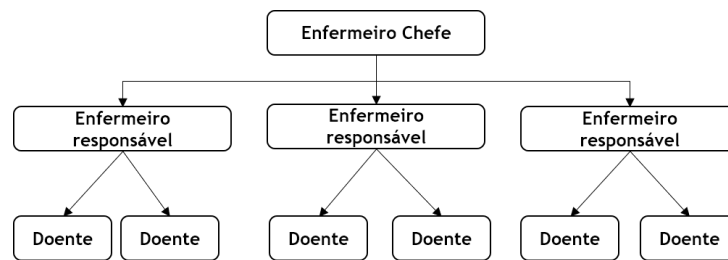 Enfermeiro Chefe
Enfermeiro
responsável
Enfermeiro
responsável
Enfermeiro
responsável
Doente
Doente
Doente
Doente
Doente
Doente